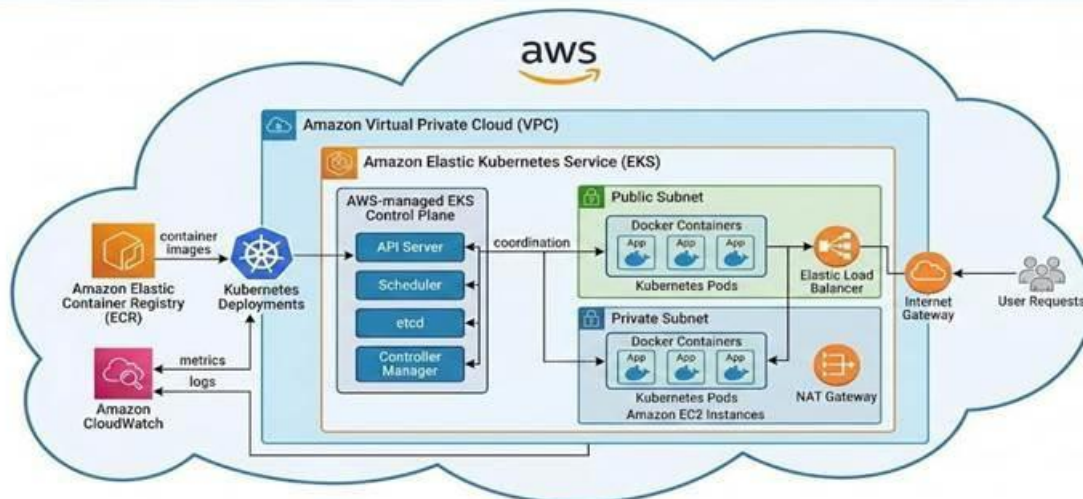 aws
Amazon Virtual Private Cloud (VPC)
Amazon Elastic Kubernetes Service (EKS)
AWS-managed EKS
Control Plane
API Server
Scheduler
etcd
Controller
Manager
container
images
Amazon Elastic
Container Registry
(ECR)
Kubernetes
Deployments
metrics
logs
Amazon
CloudWatch
coordination
Public Subnet
Docker Containers
App
App
App
Kubernetes Pods
Elastic Load
Balancer
Private Subnet
Docker Containers
App
App
App
Kubernetes Pods
Amazon EC2 Instances
NAT Gateway
Internet
Gateway
User Requests